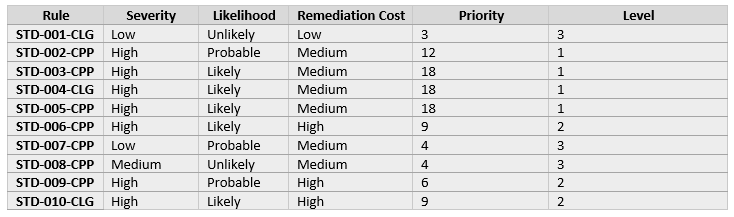 Rule Severity Likelihood Remediation Cost Priority Level
STD-001-CLG Low Unlikely Low 3 3
STD-002-CPP High Probable Medium 12 1
STD-003-CPP High Likely Medium 18 1
STD-004-CLG High Likely Medium 18 1
STD-005-CPP High Likely Medium 18 1
STD-006-CPP High Likely High 9 2
STD-007-CPP Low Probable Medium 4 3
STD-008-CPP Medium Unlikely Medium 4 3
STD-009-CPP High Probable High 6 2
STD-010-CLG High Likely High 9 2